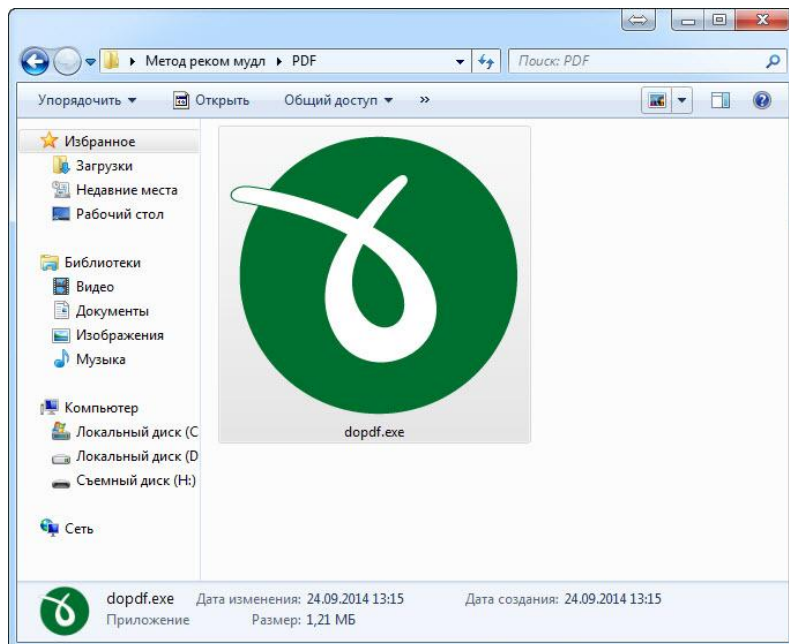 Метод реком мудл PDF
Поиск: PDF
Упорядочить Открыть Общий доступ »
Избранное
Загрузки
Недавние места
Рабочий стол
Библиотеки
Видео
Документы
Изображения
Музыка
Компьютер
Локальный диск (C
Локальный диск (D
Съемный диск (H:)
Сеть
dopdf.exe
dopdf.exe Дата изменения: 24.09.2014 13:15 Дата создания: 24.09.2014 13:15
Приложение Размер: 1,21 МБ